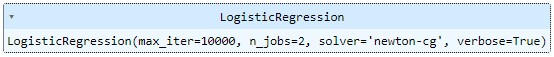 ▾ LogisticRegression
LogisticRegression(max_iter=10000, n_jobs=2, solver='newton-cg', verbose=True)